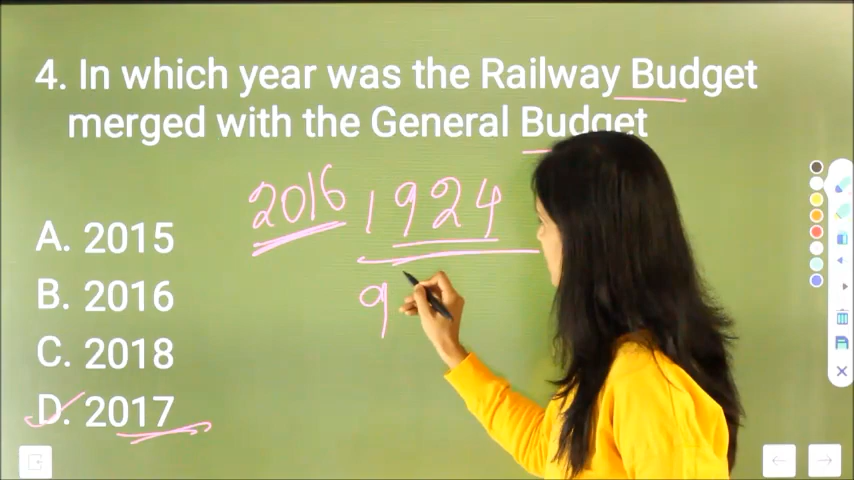 4. In which year was the Railway Budget
merged with the General Budget
2016 1924
9
A. 2015
B. 2016
C. 2018
D. 2017